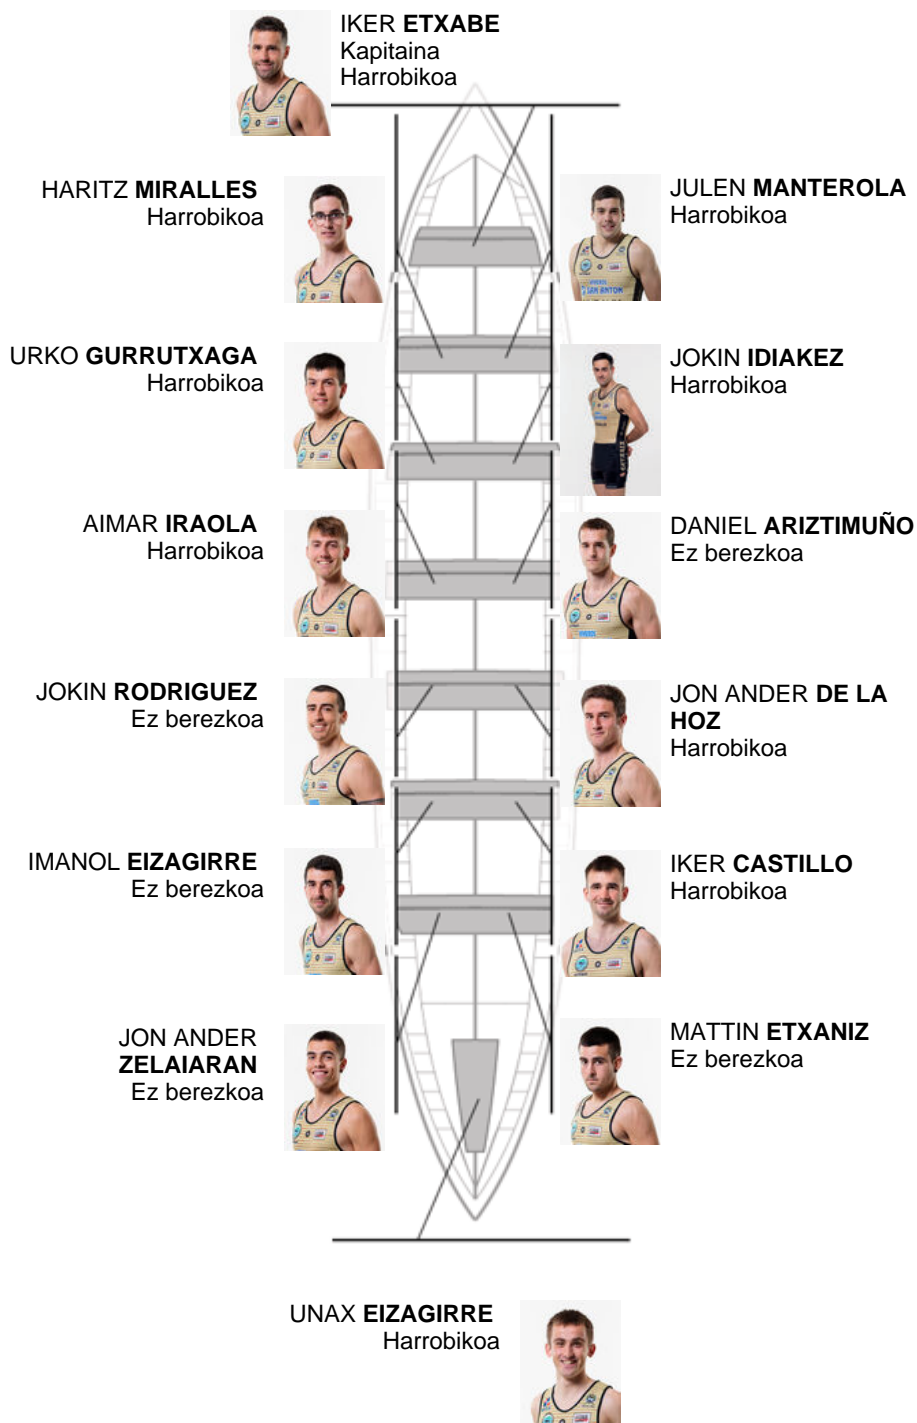 IKER ETXABE
Kapitaina
Harrobikoa
HARITZ MIRALLES
Harrobikoa
JULEN MANTEROLA
Harrobikoa
URKO GURRUTXAGA
Harrobikoa
JOKIN IDIAKEZ
Harrobikoa
AIMAR IRAOLA
Harrobikoa
DANIEL ARIZTIMUÑO
Ez berezkoa
JOKIN RODRIGUEZ
Ez berezkoa
JON ANDER DE LA
HOZ
Harrobikoa
IMANOL EIZAGIRRE
Ez berezkoa
IKER CASTILLO
Harrobikoa
JON ANDER
ZELAIARAN
Ez berezkoa
MATTIN ETXANIZ
Ez berezkoa
UNAX EIZAGIRRE
Harrobikoa